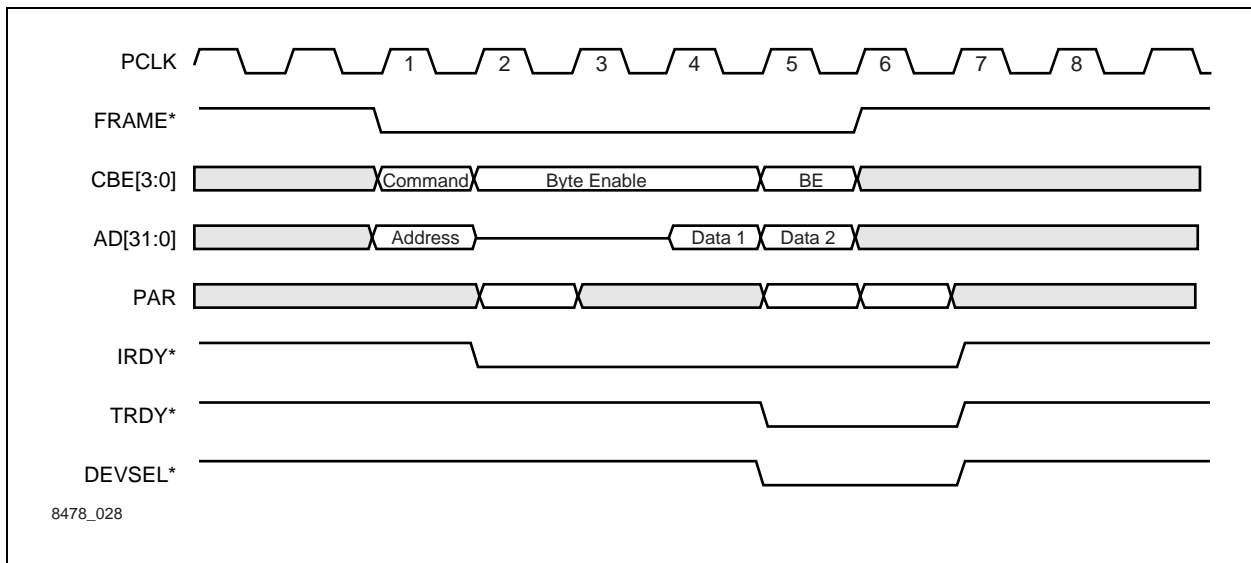 PCLK 1 2 3 4 5 6 7 8
FRAME*
CBE[3:0] Command Byte Enable BE
AD[31:0] Address Data 1 Data 2
PAR
IRDY*
TRDY*
DEVSEL*
8478_028